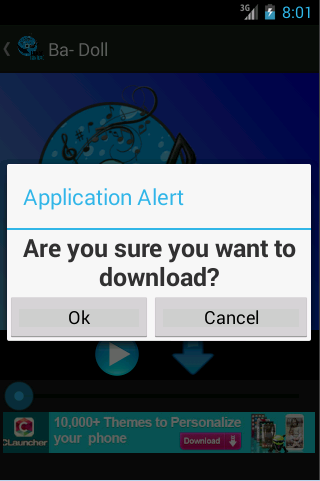 3G 8:01
Ba- Doll
Application Alert
Are you sure you want to
download?
Ok Cancel
10,000+ Themes to Personalize
your phone
CLauncher
Download